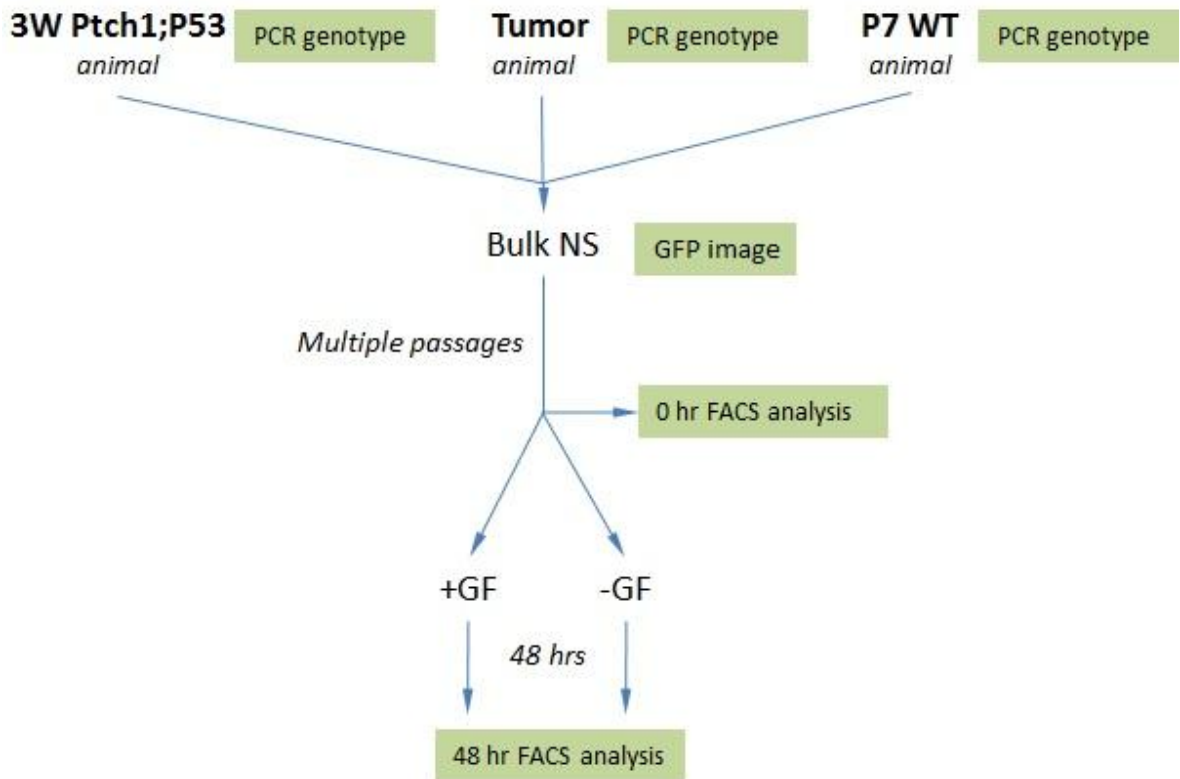 3W Ptch1;P53 PCR genotype Tumor PCR genotype P7 WT PCR genotype
animal animal animal
Bulk NS GFP image
Multiple passages
0 hr FACS analysis
+GF -GF
48 hrs
48 hr FACS analysis